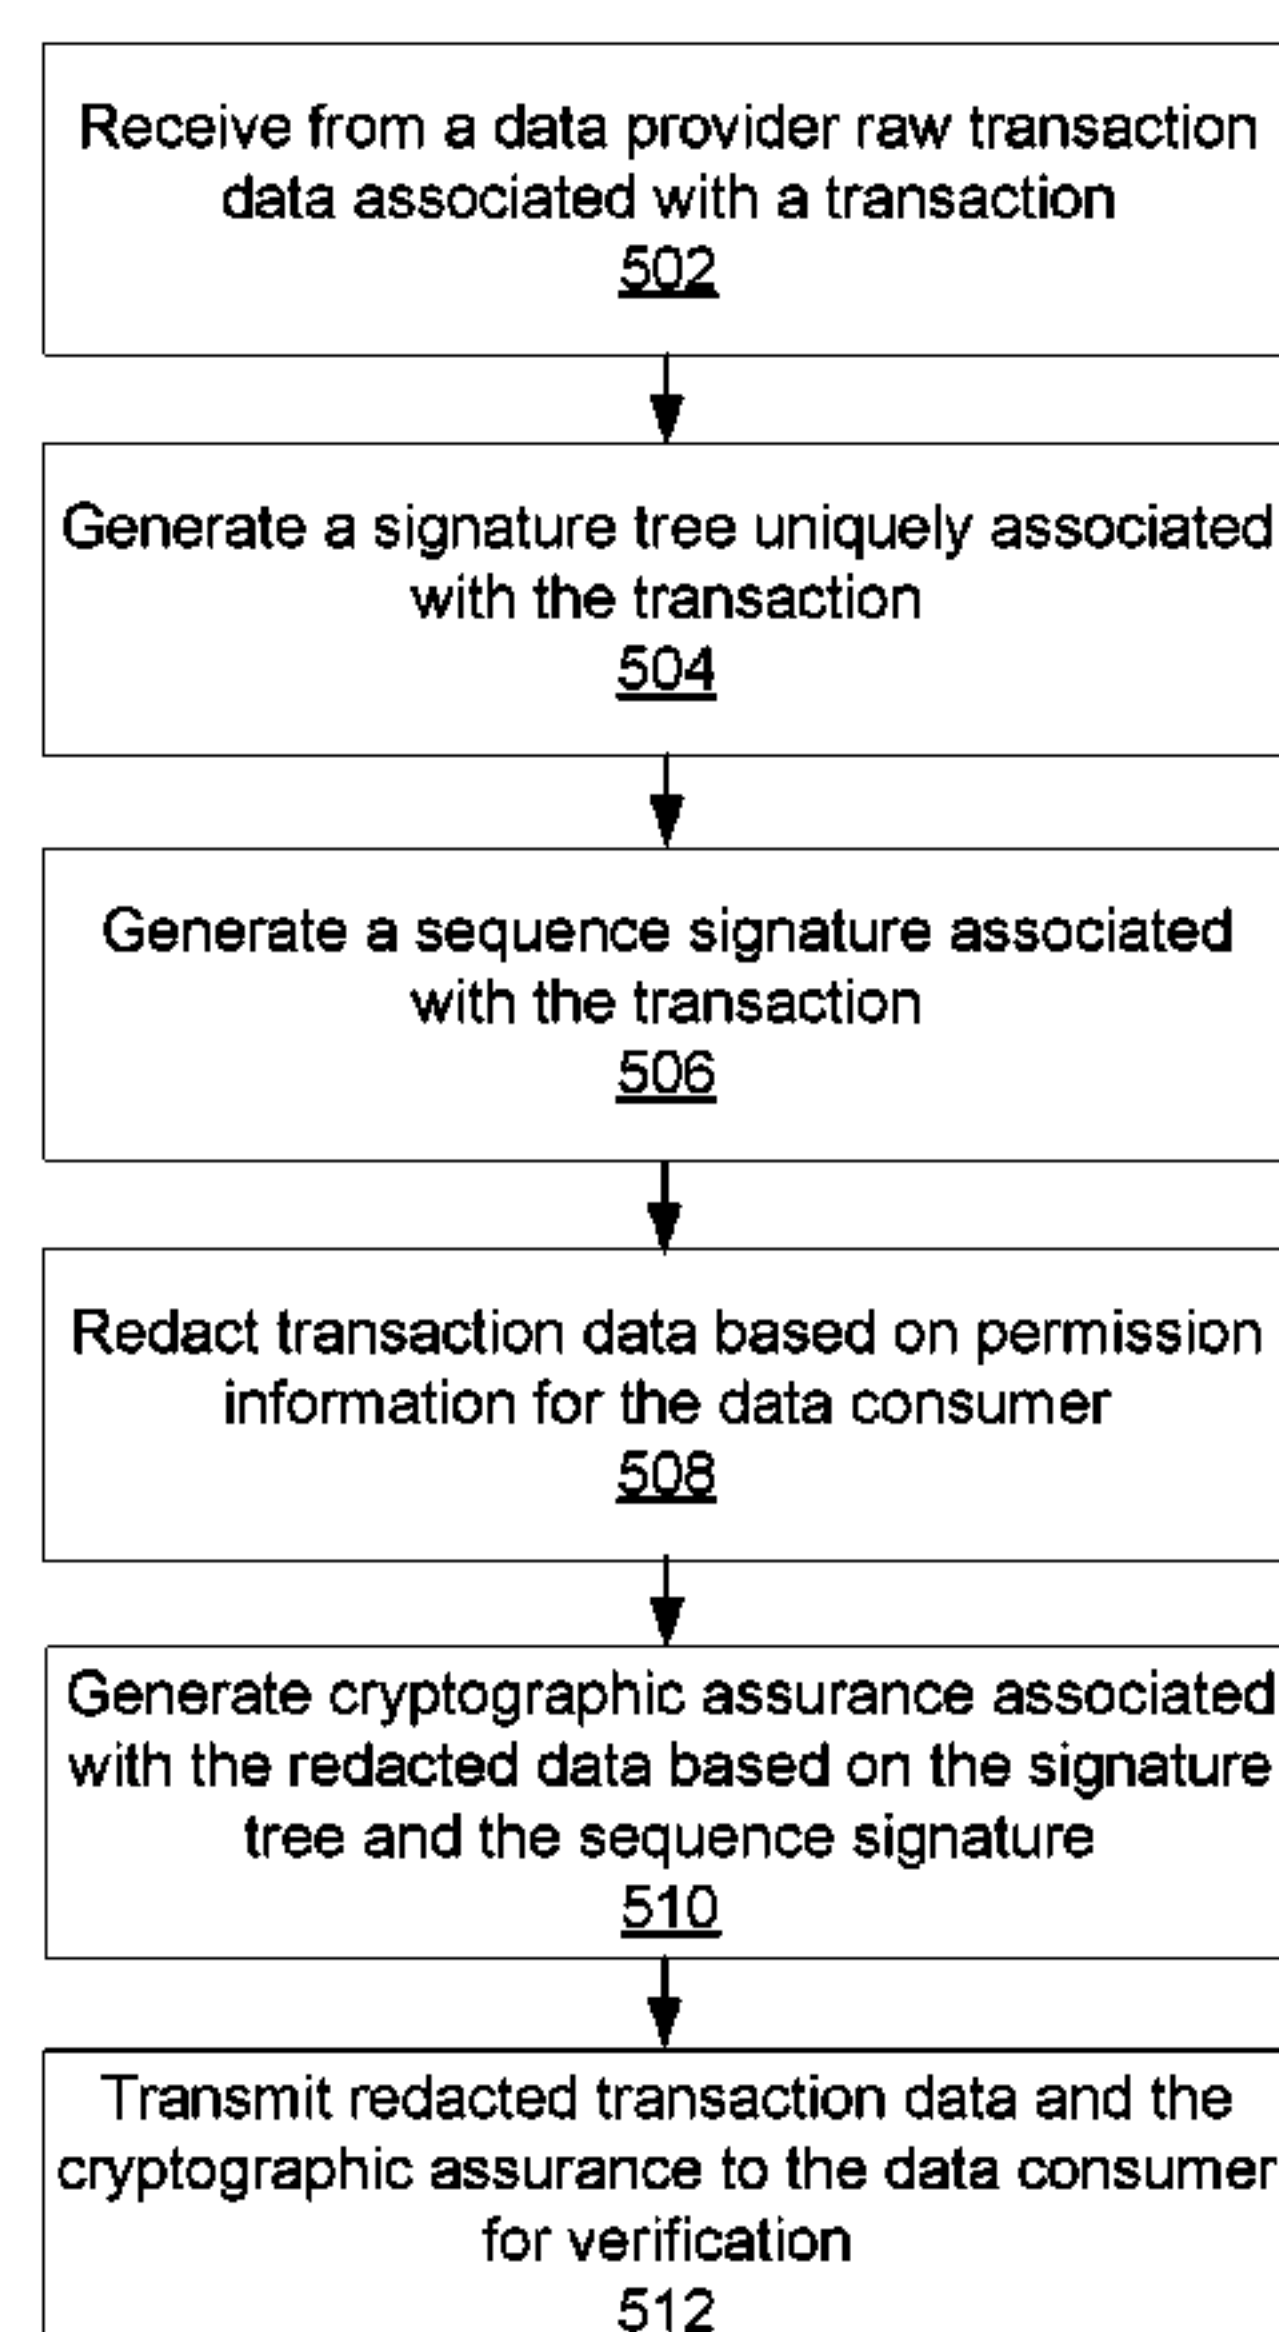 Receive from a data provider raw transaction
data associated with a transaction
502
Generate a signature tree uniquely associated
with the transaction
504
Generate a sequence signature associated
with the transaction
506
Redact transaction data based on permission
information for the data consumer
508
Generate cryptographic assurance associated
with the redacted data based on the signature
tree and the sequence signature
510
Transmit redacted transaction data and the
cryptographic assurance to the data consumer
for verification
512